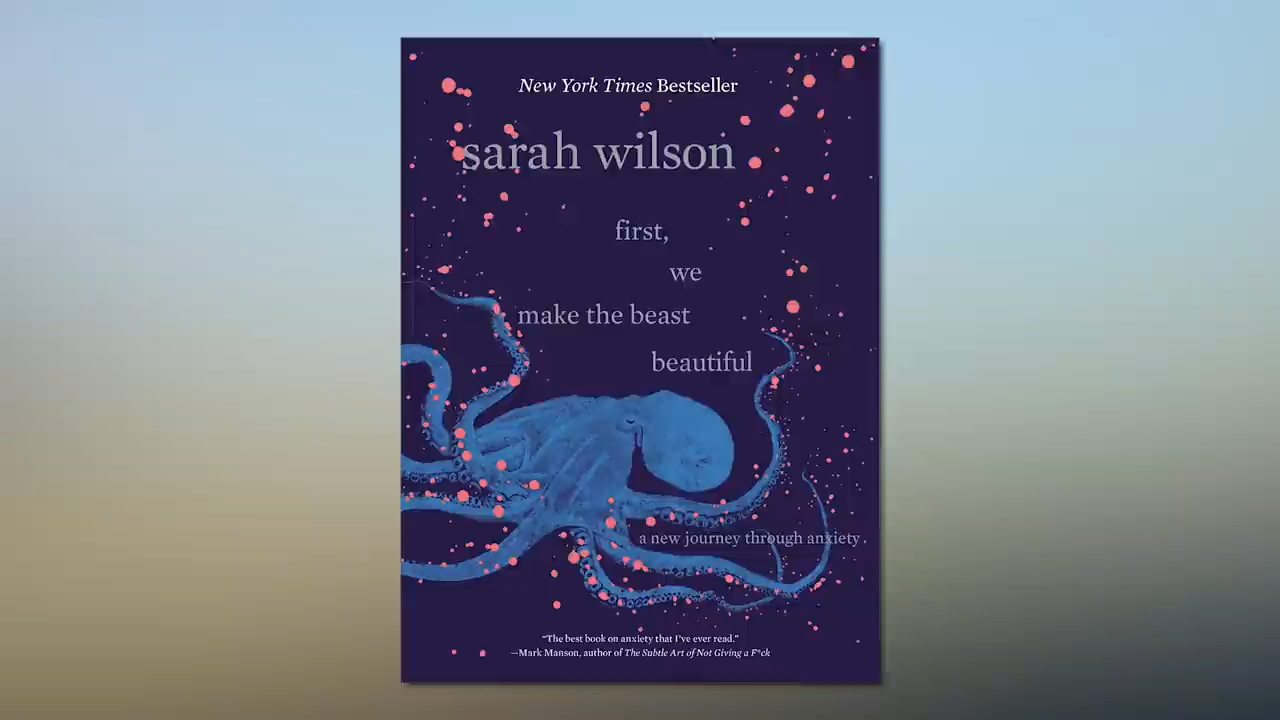 New York Times Bestseller
sarah wilson
first,
we
make the beast
beautiful
a new journey through anxiety.
“The best book on anxiety that I’ve ever read.”
—Mark Manson, author of The Subtle Art of Not Giving a F*ck